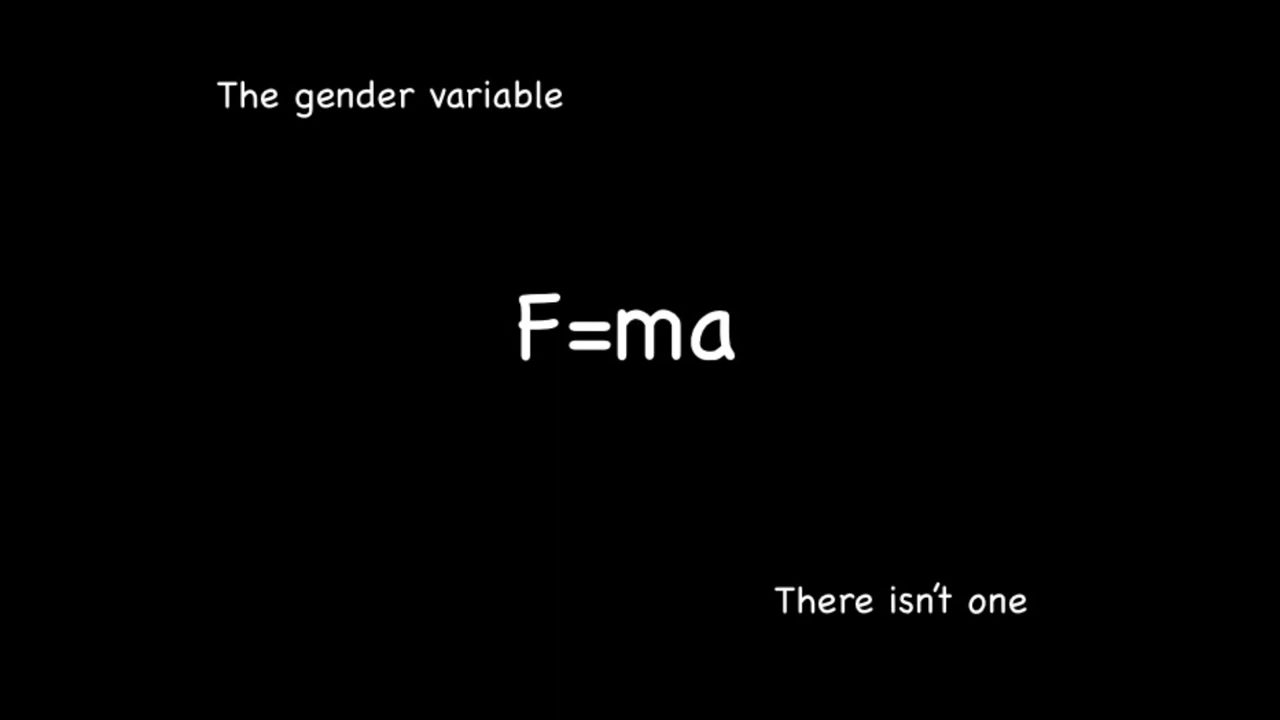 The gender variable
F=ma
There isn't one